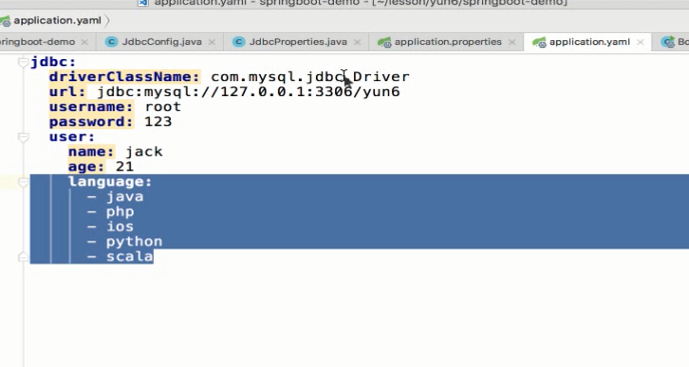 application.yaml - springboot-demo - [~/lesson/yun6/springboot-demo]
application.yaml
ringboot-demo JdbcConfig.java JdbcProperties.java application.properties application.yaml
jdbc:
driverClassName: com.mysql.jdbc.Driver
url: jdbc:mysql://127.0.0.1:3306/yun6
username: root
password: 123
user:
name: jack
age: 21
language:
- java
- php
- ios
- python
- scala